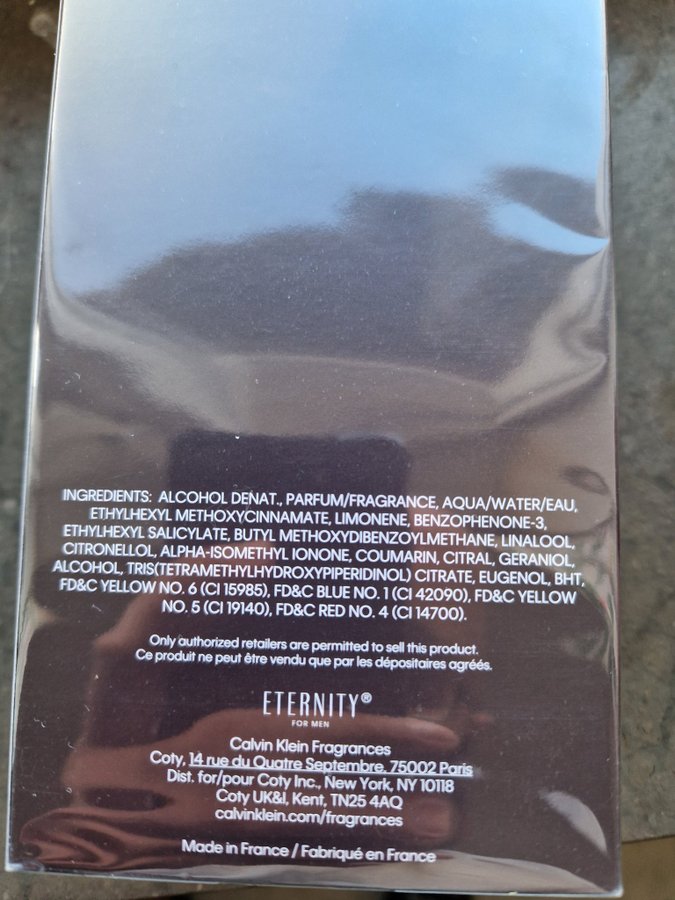 INGREDIENTS: ALCOHOL DENAT., PARFUM/FRAGRANCE, AQUA/WATER/EAU,
ETHYLHEXYL METHOXYCINNAMATE, LIMONENE, BENZOPHENONE-3,
ETHYLHEXYL SALICYLATE, BUTYL METHOXYDIBENZOYLMETHANE, LINALOOL,
CITRONELLOL, ALPHA-ISOMETHYL IONONE, COUMARIN, CITRAL, GERANIOL,
ALCOHOL, TRIS(TETRAMETHYLHYDROXYPIPERIDINOL) CITRATE, EUGENOL, BHT,
FD&C YELLOW NO. 6 (CI 15985), FD&C BLUE NO. 1 (CI 42090), FD&C YELLOW
NO. 5 (CI 19140), FD&C RED NO. 4 (CI 14700).
Only authorized retailers are permitted to sell this product.
Ce produit ne peut être vendu que par les dépositaires agréés.
ETERNITY®
FOR MEN
Calvin Klein Fragrances
Coty, 14 rue du Quatre Septembre, 75002 Paris
Dist. for/pour Coty Inc., New York, NY 10118
Coty UK&I, Kent, TN25 4AQ
calvinklein.com/fragrances
Made in France / Fabriqué en France